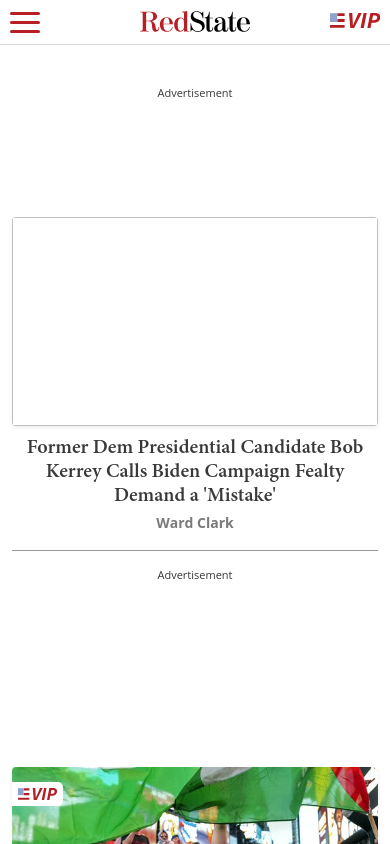 RedState
VIP
Advertisement
Former Dem Presidential Candidate Bob
Kerrey Calls Biden Campaign Fealty
Demand a 'Mistake'
Ward Clark
Advertisement
VIP